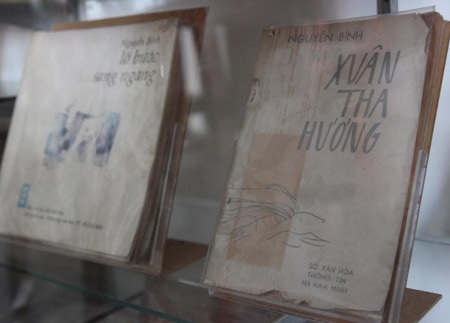 Nguyễn Bính
lỡ bước
sang ngang
NGUYỄN BÍNH
XUÂN
THA
HƯƠNG
SỞ VĂN HÓA
THÔNG TIN
HÀ NAM NINH